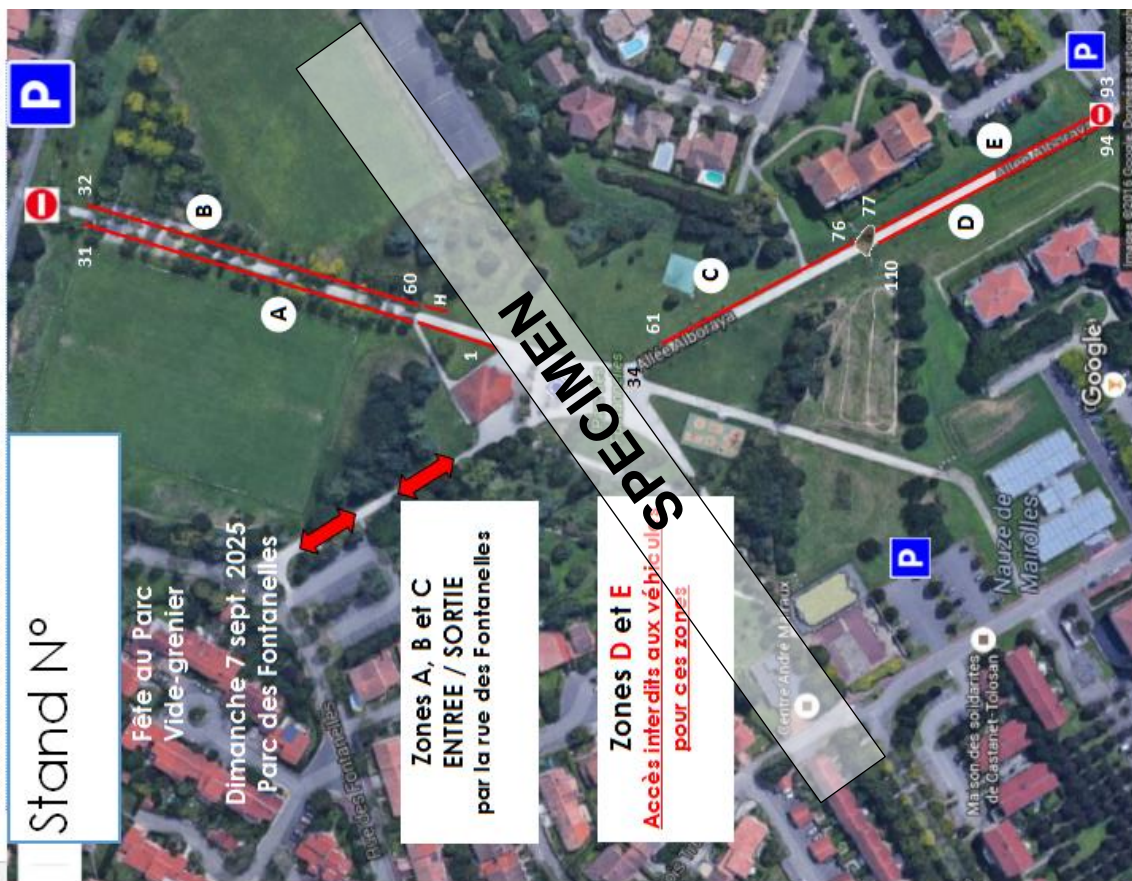 Stand N°
Fête au Parc
Vide-grenier
Dimanche 7 sept. 2025
Parc des Fontanelles
Zones A, B et C
ENTREE / SORTIE
par la rue des Fontanelles
Zones D et E
Accès interdits aux véhicules
pour ces zones
SPECIMEN
P
31
32
A
B
60
H
1
34
61
C
Allée Alboraya
76
77
110
D
E
Allée Alboraya
94
93
P
P
Rue des Fontanelles
Centre André Malraux
Nauze de
Maurolles
Maison des solidarites
de Castanet-Tolosan
Google